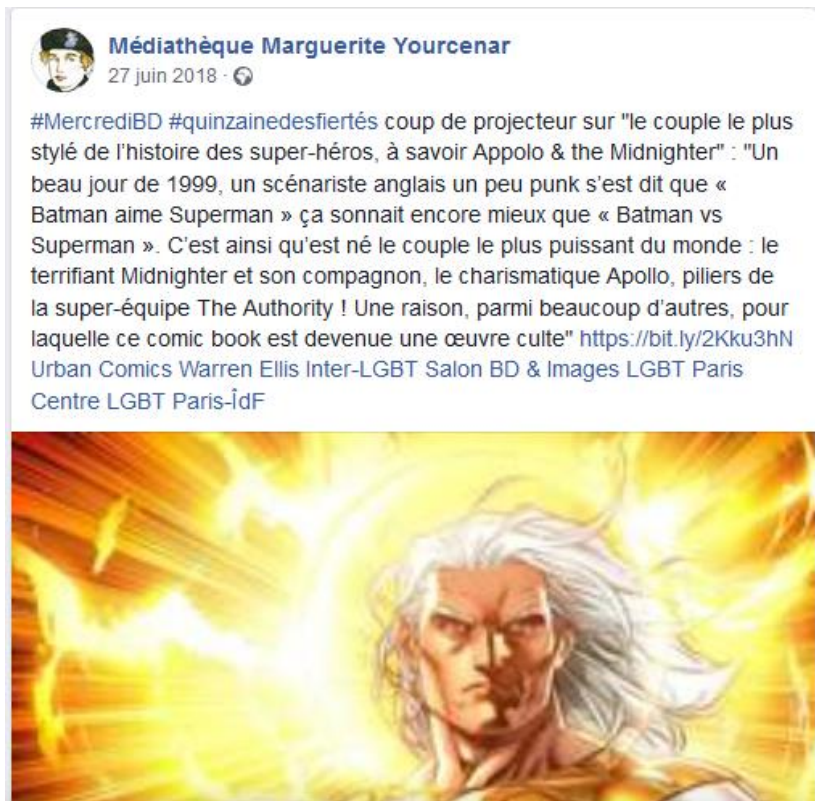 Médiathèque Marguerite Yourcenar
27 juin 2018 ·
#MercrediBD #quinzainedesfiertés coup de projecteur sur "le couple le plus
stylé de l'histoire des super-héros, à savoir Appolo & the Midnighter" : "Un
beau jour de 1999, un scénariste anglais un peu punk s'est dit que «
Batman aime Superman » ça sonnait encore mieux que « Batman vs
Superman ». C'est ainsi qu'est né le couple le plus puissant du monde : le
terrifiant Midnighter et son compagnon, le charismatique Apollo, piliers de
la super-équipe The Authority ! Une raison, parmi beaucoup d'autres, pour
laquelle ce comic book est devenue une œuvre culte" https://bit.ly/2Kku3hN
Urban Comics Warren Ellis Inter-LGBT Salon BD & Images LGBT Paris
Centre LGBT Paris-ÎdF